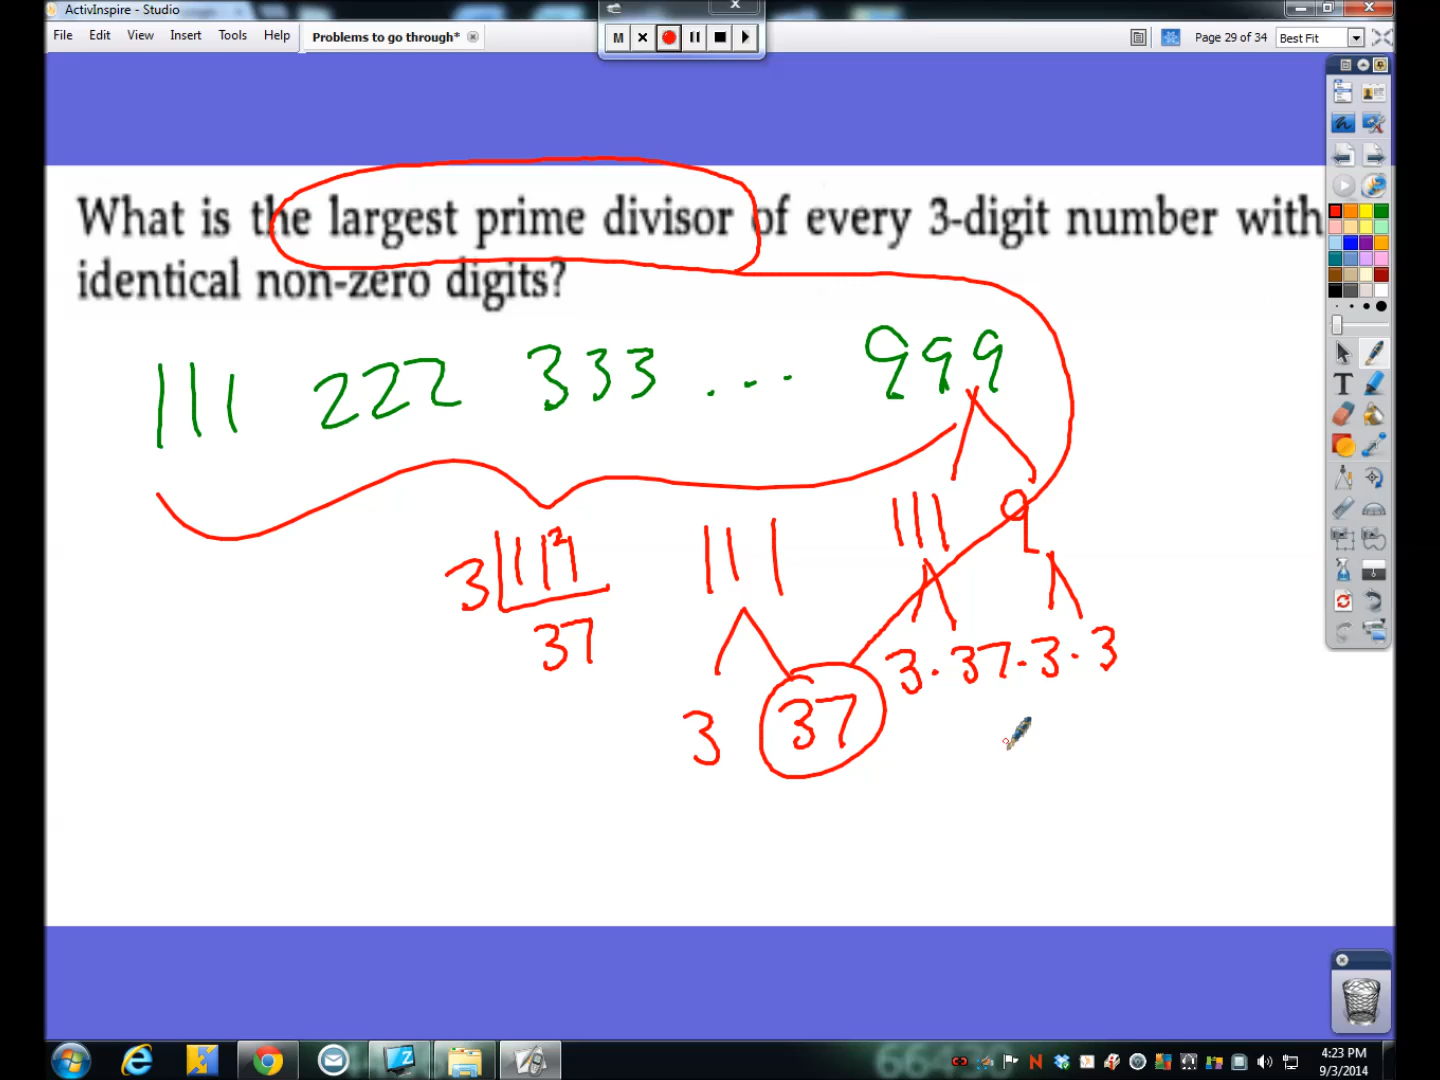 ActivInspire - Studio
File Edit View Insert Tools Help Problems to go through*
M
Page 29 of 34 Best Fit
What is the largest prime divisor of every 3-digit number with
identical non-zero digits?
111 222 333 ... 999
111 9
3 111 111
37
3 · 37 · 3 · 3
3 37
4:23 PM
9/3/2014